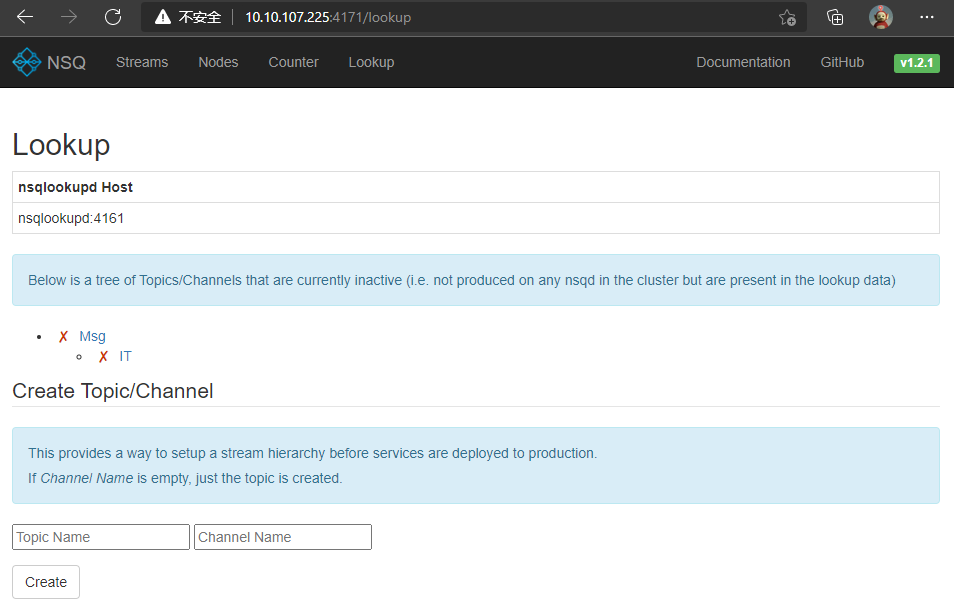 不安全 10.10.107.225:4171/lookup
NSQ Streams Nodes Counter Lookup Documentation GitHub v1.2.1
Lookup
nsqlookupd Host
nsqlookupd:4161
Below is a tree of Topics/Channels that are currently inactive (i.e. not produced on any nsqd in the cluster but are present in the lookup data)
✗ Msg
✗ IT
Create Topic/Channel
This provides a way to setup a stream hierarchy before services are deployed to production.
If Channel Name is empty, just the topic is created.
Topic Name Channel Name
Create